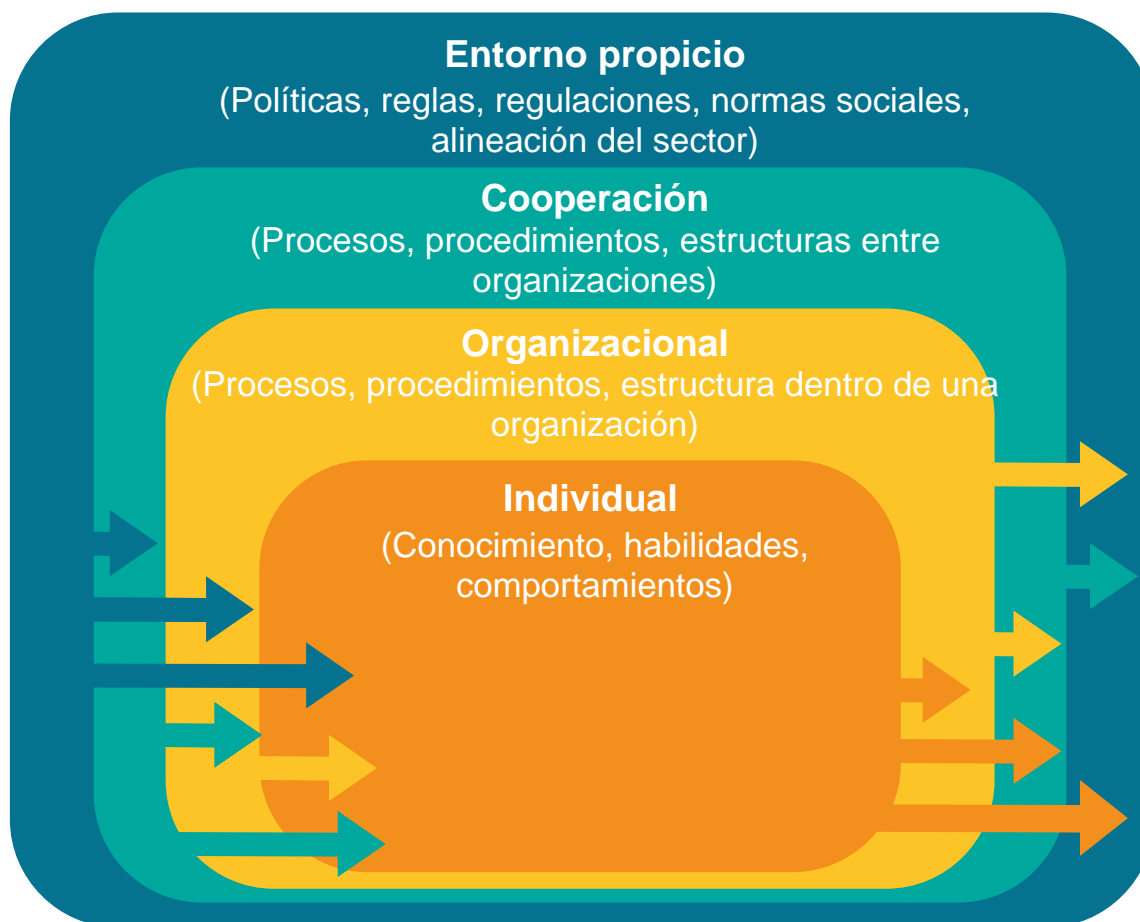 Entorno propicio
(Políticas, reglas, regulaciones, normas sociales,
alineación del sector)
Cooperación
(Procesos, procedimientos, estructuras entre
organizaciones)
Organizacional
(Procesos, procedimientos, estructura dentro de una
organización)
Individual
(Conocimiento, habilidades,
comportamientos)